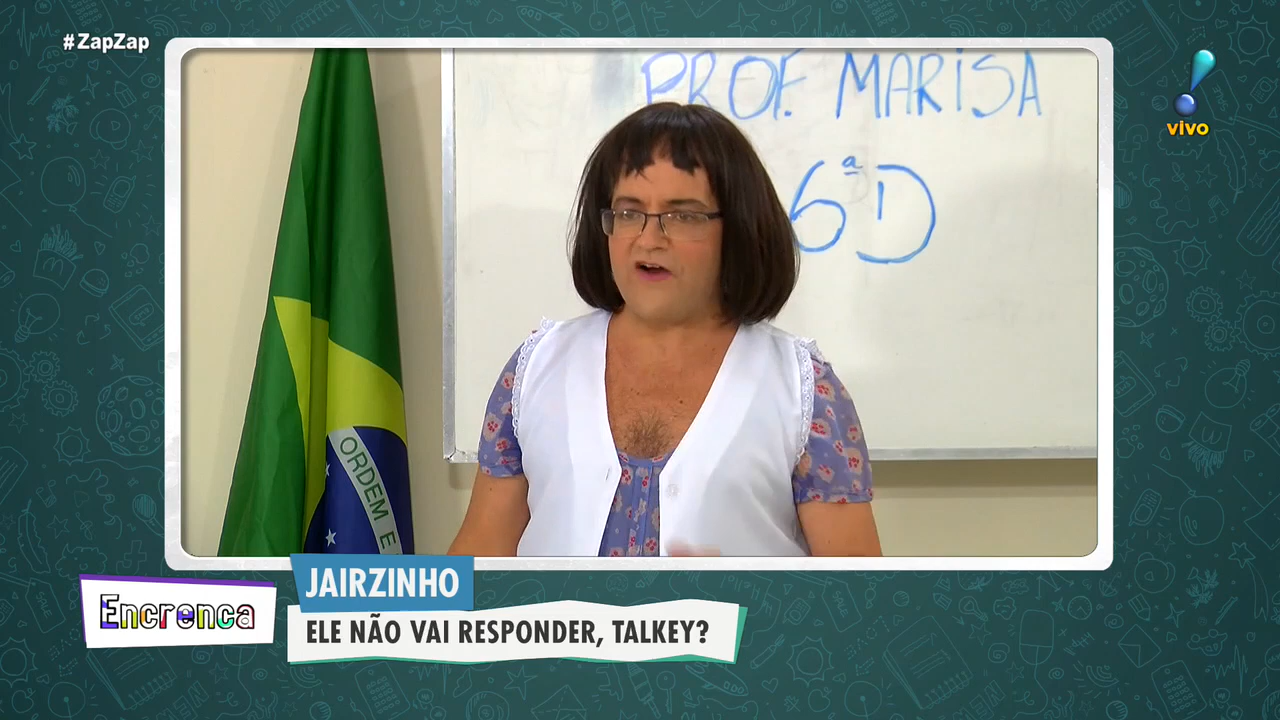 #ZapZap
PROF. MARISA
6ª D
vivo
ORDEM E
JAIRZINHO
Encrenca
ELE NÃO VAI RESPONDER, TALKEY?